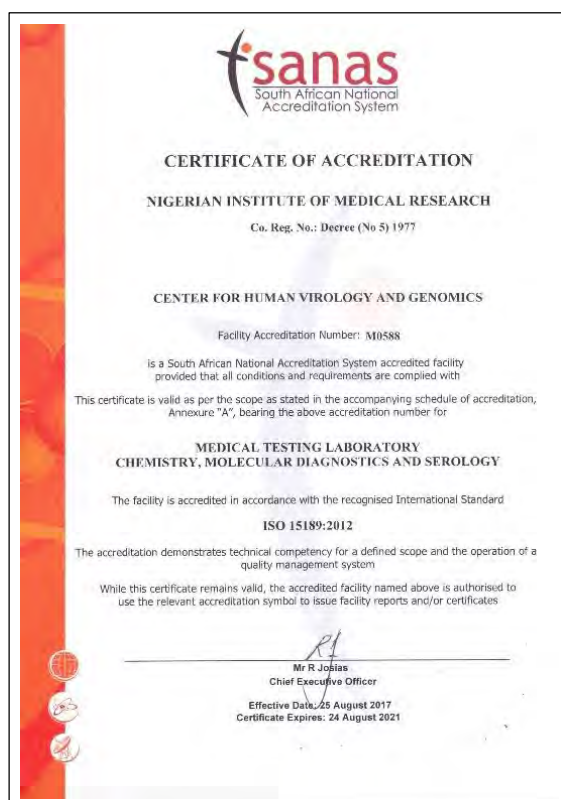 sanas
South African National
Accreditation System
CERTIFICATE OF ACCREDITATION
NIGERIAN INSTITUTE OF MEDICAL RESEARCH
Co. Reg. No.: Decree (No 5) 1977
CENTER FOR HUMAN VIROLOGY AND GENOMICS
Facility Accreditation Number: M0588
is a South African National Accreditation System accredited facility
provided that all conditions and requirements are complied with
This certificate is valid as per the scope as stated in the accompanying schedule of accreditation,
Annexure "A", bearing the above accreditation number for
MEDICAL TESTING LABORATORY
CHEMISTRY, MOLECULAR DIAGNOSTICS AND SEROLOGY
The facility is accredited in accordance with the recognised International Standard
ISO 15189:2012
The accreditation demonstrates technical competency for a defined scope and the operation of a
quality management system
While this certificate remains valid, the accredited facility named above is authorised to
use the relevant accreditation symbol to issue facility reports and/or certificates
Mr R Josias
Chief Executive Officer
Effective Date: 25 August 2017
Certificate Expires: 24 August 2021